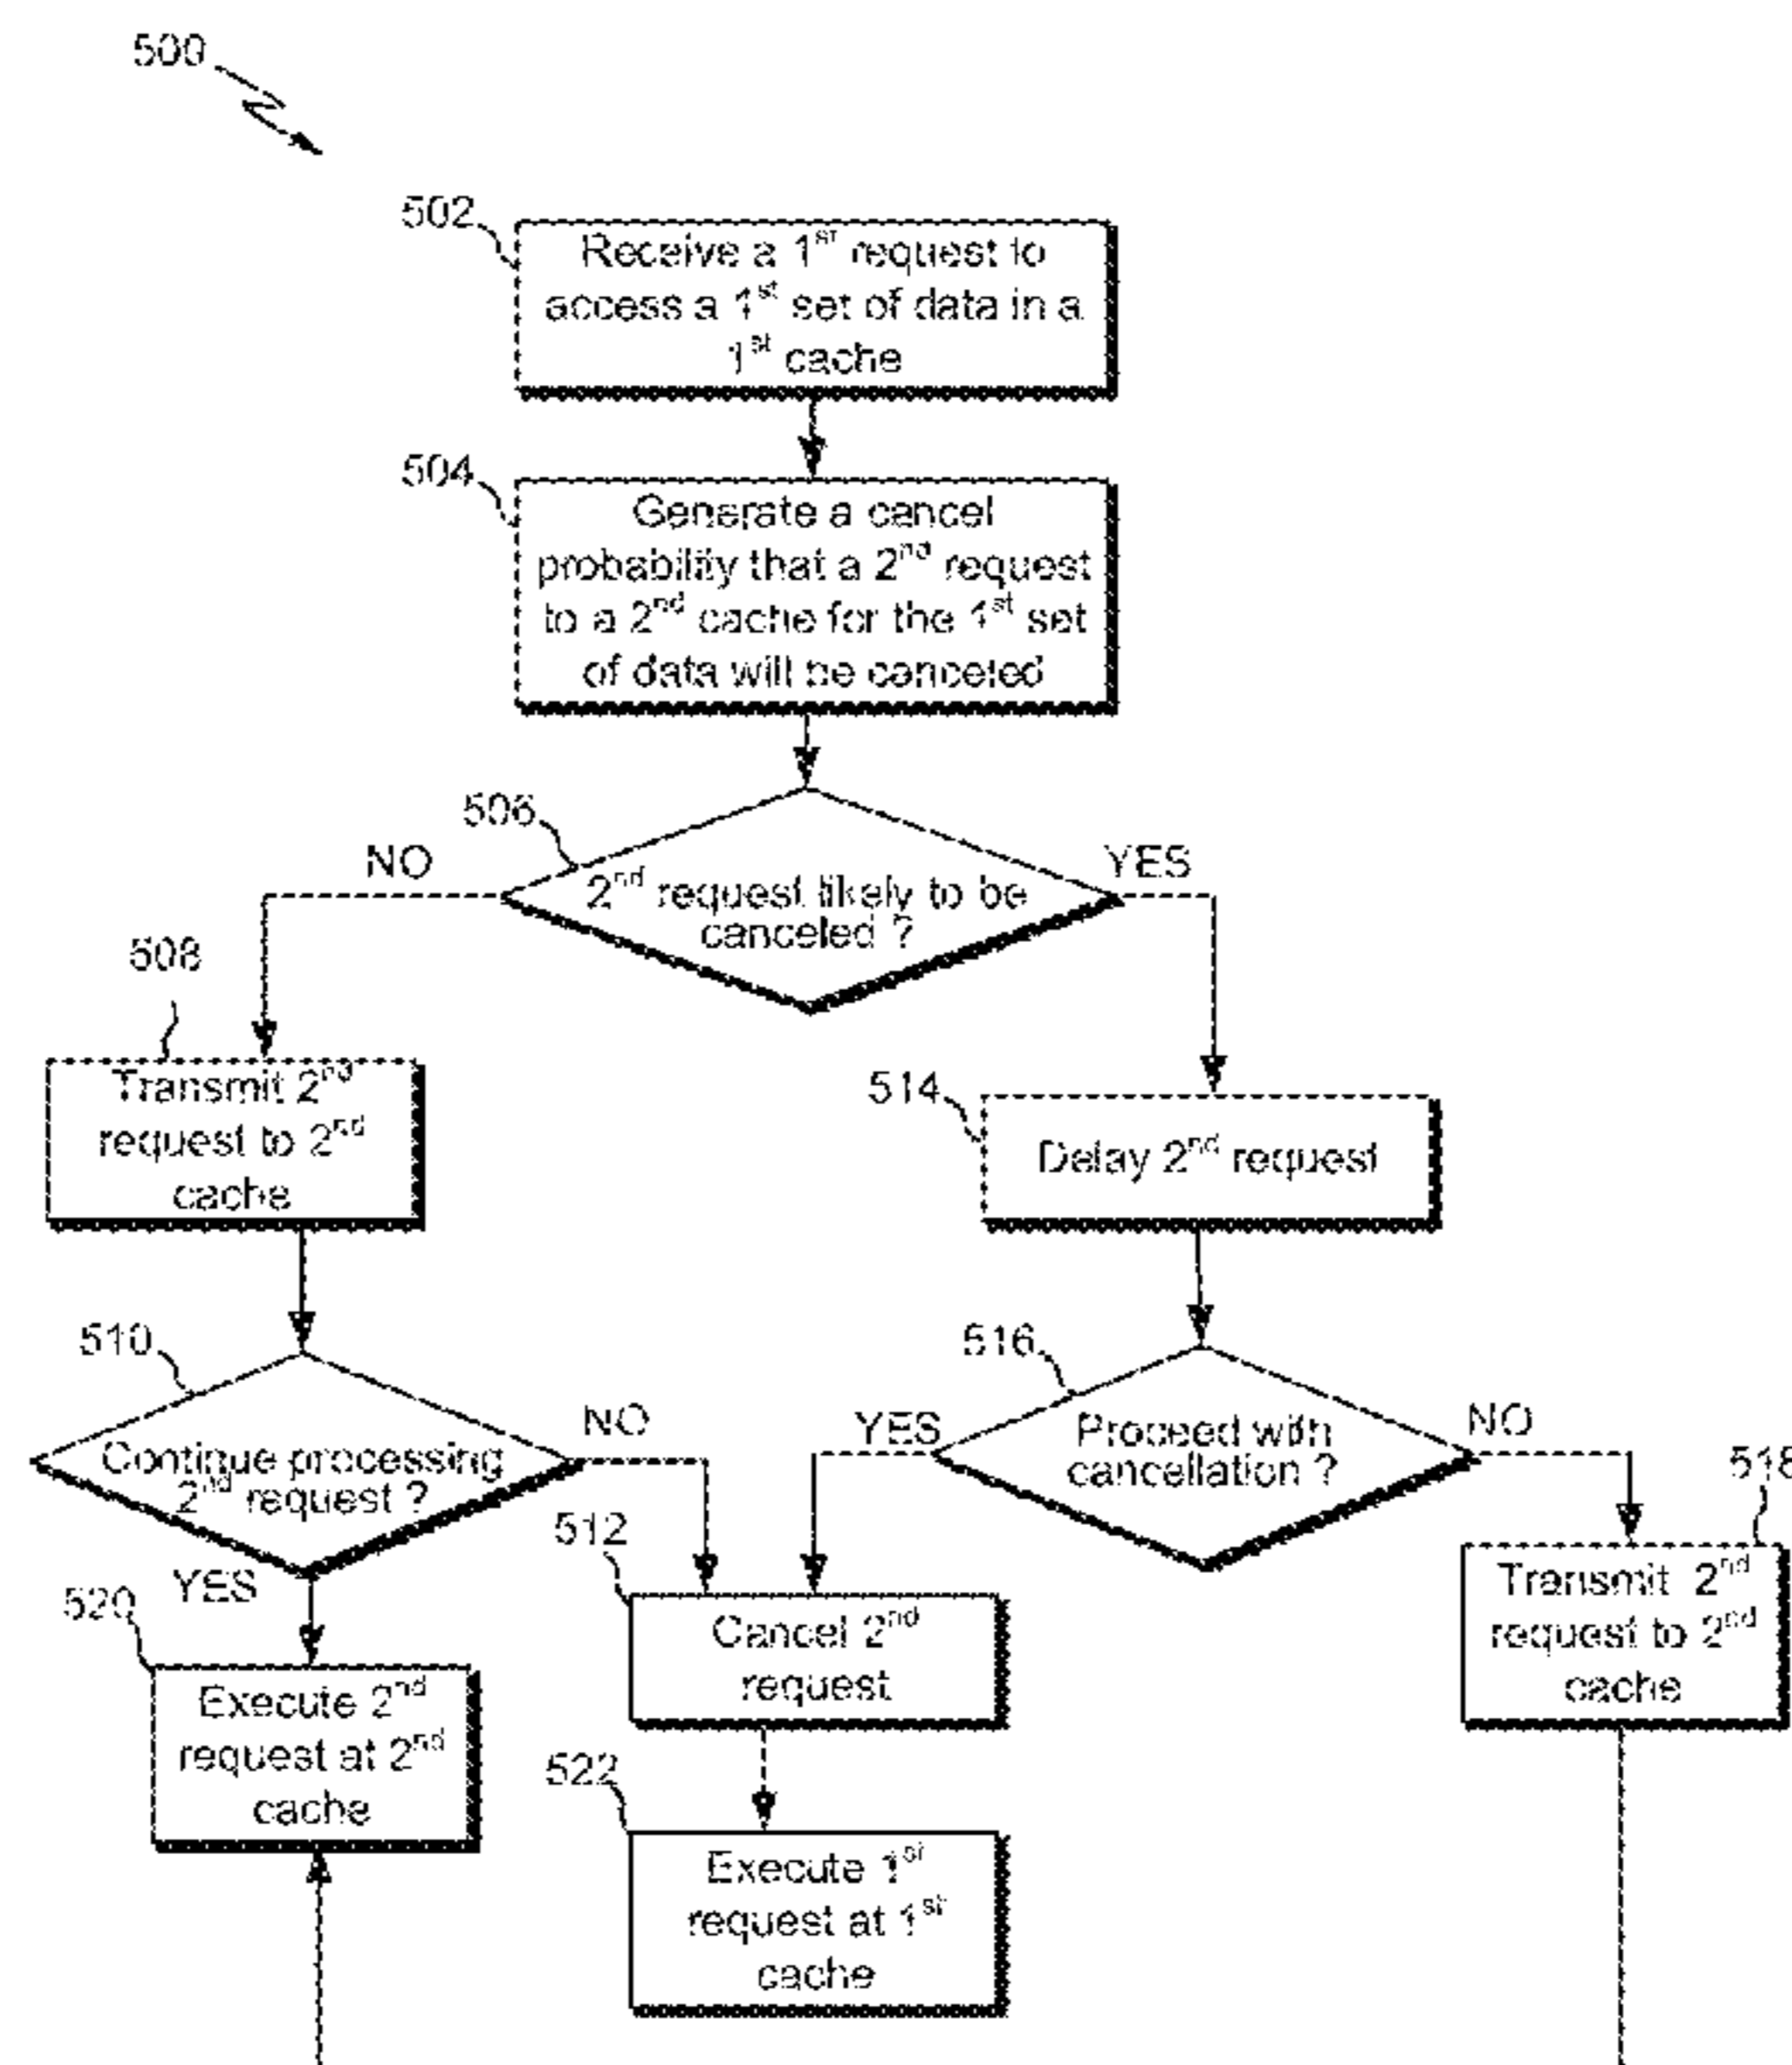 500
502
Receive a 1st request to
access a 1st set of data in a
1st cache
504
Generate a cancel
probability that a 2nd request
to a 2nd cache for the 1st set
of data will be canceled
506
NO
YES
2nd request likely to be
canceled ?
508
Transmit 2nd
request to 2nd
cache
514
Delay 2nd request
510
Continue processing
2nd request ?
NO
YES
516
Proceed with
cancellation ?
YES
NO
512
Cancel 2nd
request
518
Transmit 2nd
request to 2nd
cache
520
Execute 2nd
request at 2nd
cache
522
Execute 1st
request at 1st
cache